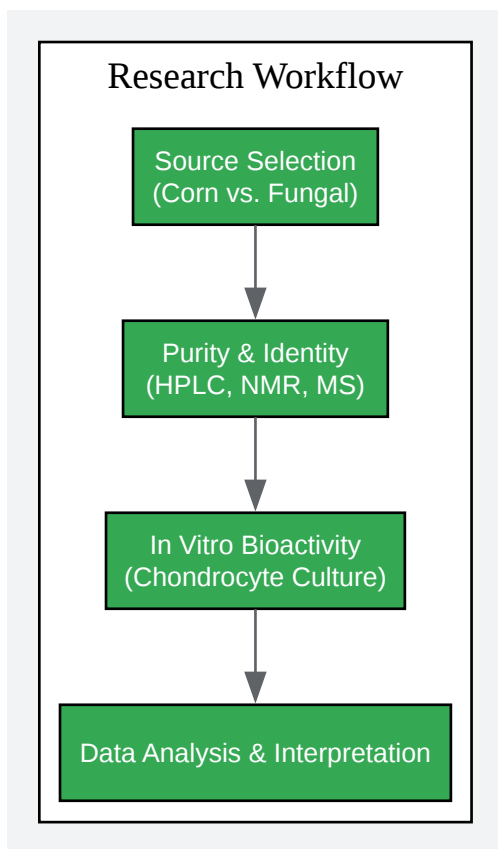 Research Workflow
Source Selection
(Corn vs. Fungal)
Purity & Identity
(HPLC, NMR, MS)
In Vitro Bioactivity
(Chondrocyte Culture)
Data Analysis & Interpretation